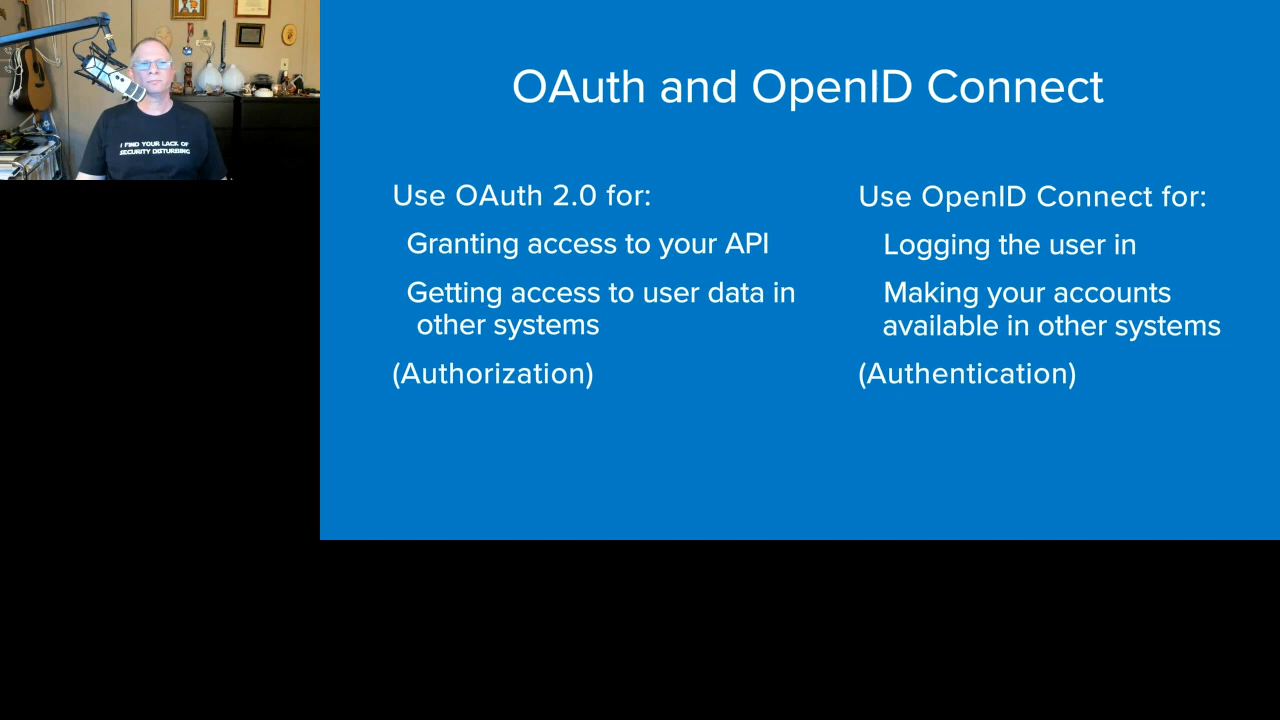 I FIND YOUR LACK OF
SECURITY DISTURBING
OAuth and OpenID Connect
Use OAuth 2.0 for:
Granting access to your API
Getting access to user data in
other systems
(Authorization)
Use OpenID Connect for:
Logging the user in
Making your accounts
available in other systems
(Authentication)